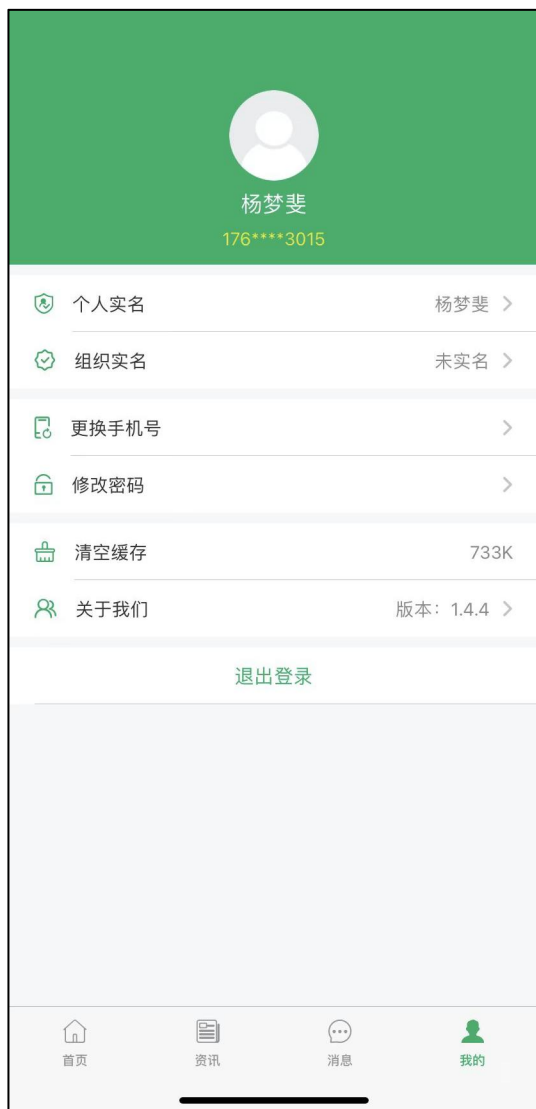 杨梦斐
176****3015
个人实名 杨梦斐
组织实名 未实名
更换手机号
修改密码
清空缓存 733K
关于我们 版本：1.4.4
退出登录
首页 资讯 消息 我的